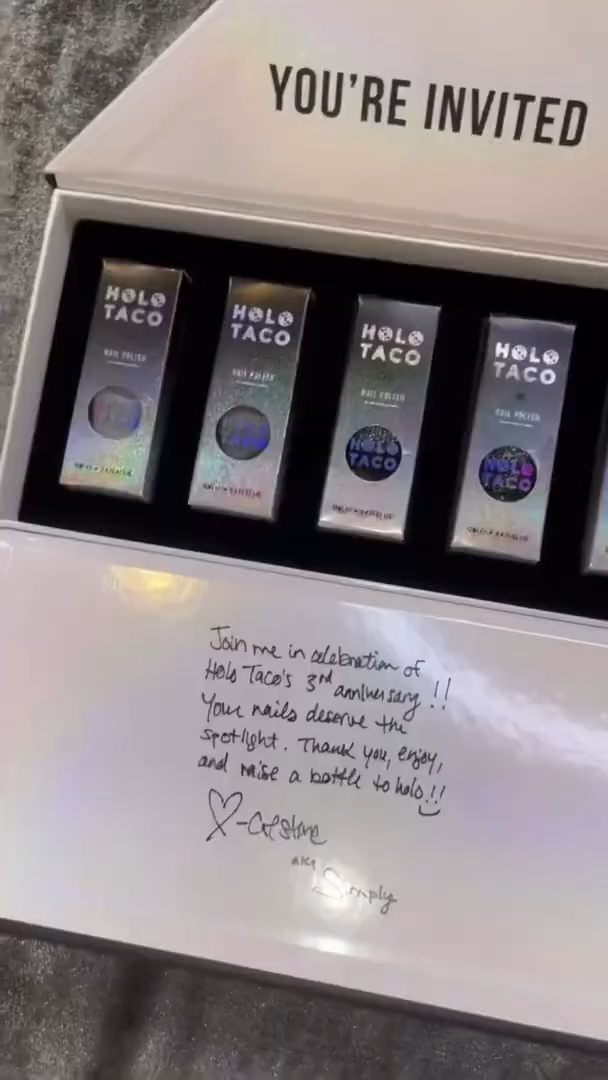 YOU'RE INVITED
HOLO
TACO
NAIL POLISH
HOLO
TACO
NAIL POLISH
HOLO
TACO
NAIL POLISH
HOLO
TACO
HOLO
TACO
NAIL POLISH
HOLO
TACO
Join me in celebration of
Holo Taco's 3rd anniversary!!
Your nails deserve the
spotlight. Thank you, enjoy,
and raise a bottle to holo!!
-Cristine
aka
Simply